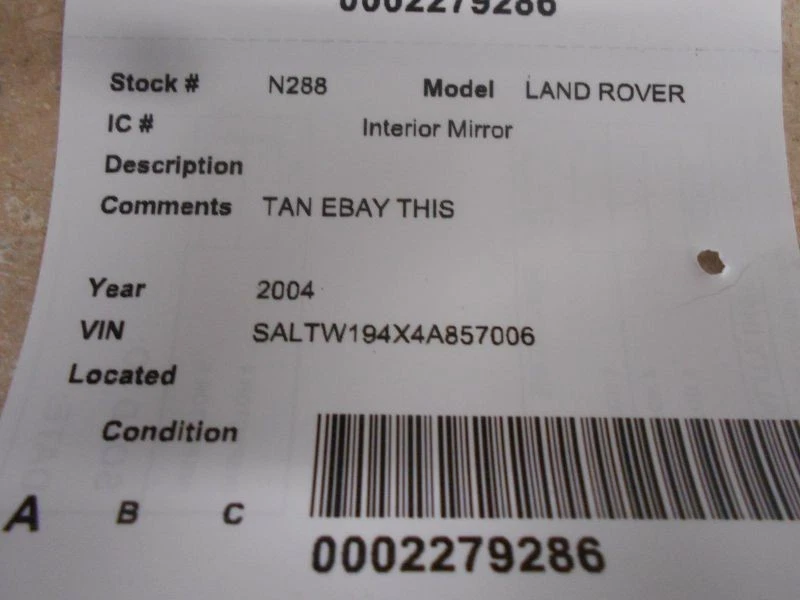 0002279286
Stock # N288 Model LAND ROVER
IC # Interior Mirror
Description
Comments TAN EBAY THIS
Year 2004
VIN SALTW194X4A857006
Located
Condition
A B C
0002279286